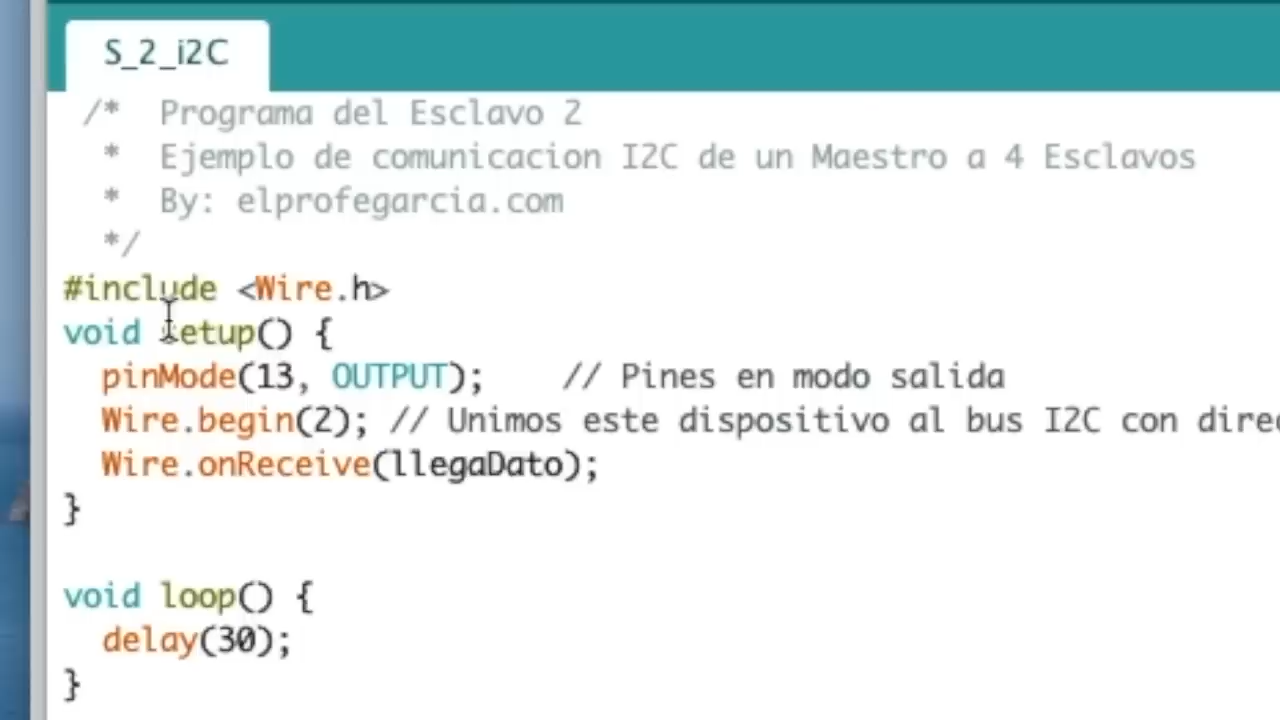 S_2_i2C
/* Programa del Esclavo 2
* Ejemplo de comunicacion I2C de un Maestro a 4 Esclavos
* By: elprofegarcia.com
*/
#include <Wire.h>
void setup() {
pinMode(13, OUTPUT); // Pines en modo salida
Wire.begin(2); // Unimos este dispositivo al bus I2C con
Wire.onReceive(llegaDato);
}
void loop() {
delay(30);
}